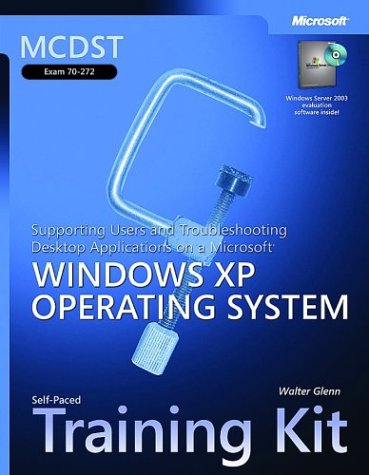 Microsoft®
MCDST
Exam 70-272
Windows Server 2003
evaluation
software inside!
Supporting Users and Troubleshooting
Desktop Applications on a Microsoft®
WINDOWS XP
OPERATING SYSTEM
Walter Glenn
Self-Paced
Training Kit